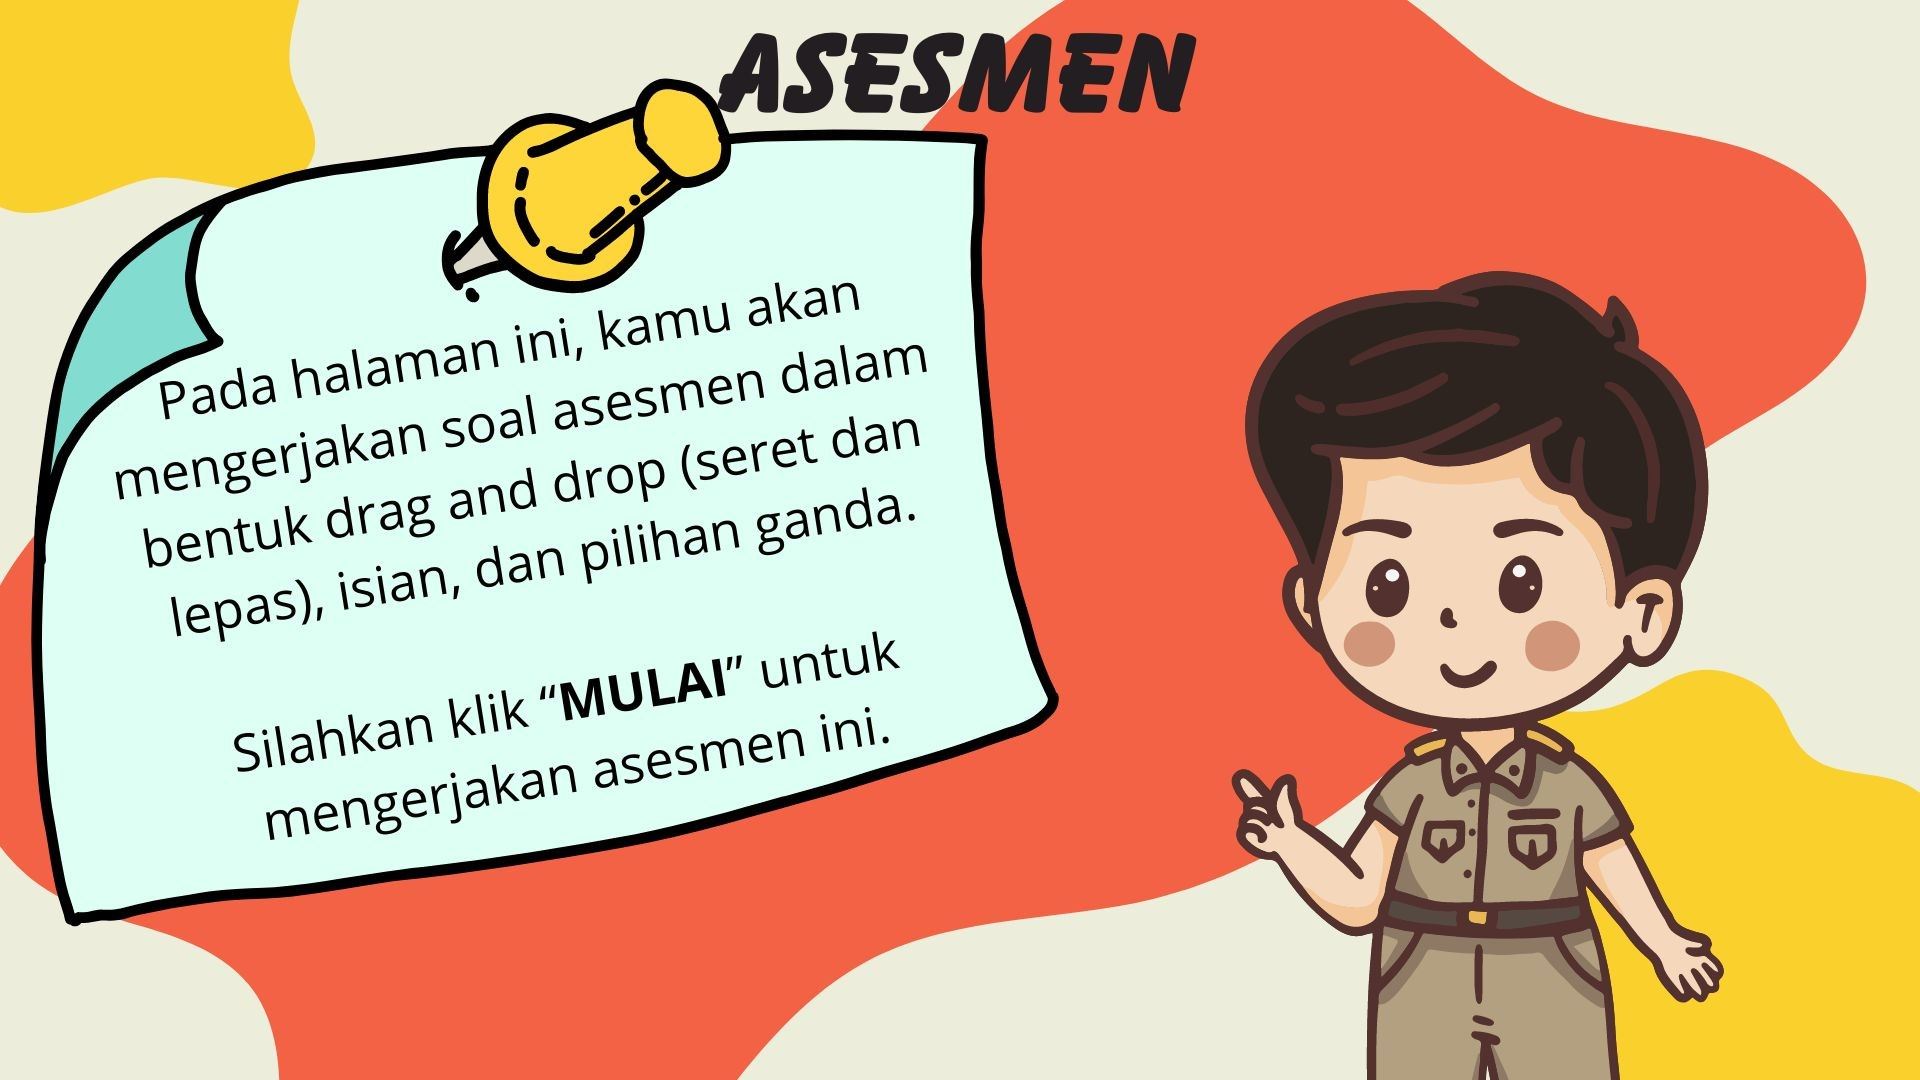 ASESMEN
Pada halaman ini, kamu akan
mengerjakan soal asesmen dalam
bentuk drag and drop (seret dan
lepas), isian, dan pilihan ganda.
Silahkan klik “MULAI” untuk
mengerjakan asesmen ini.